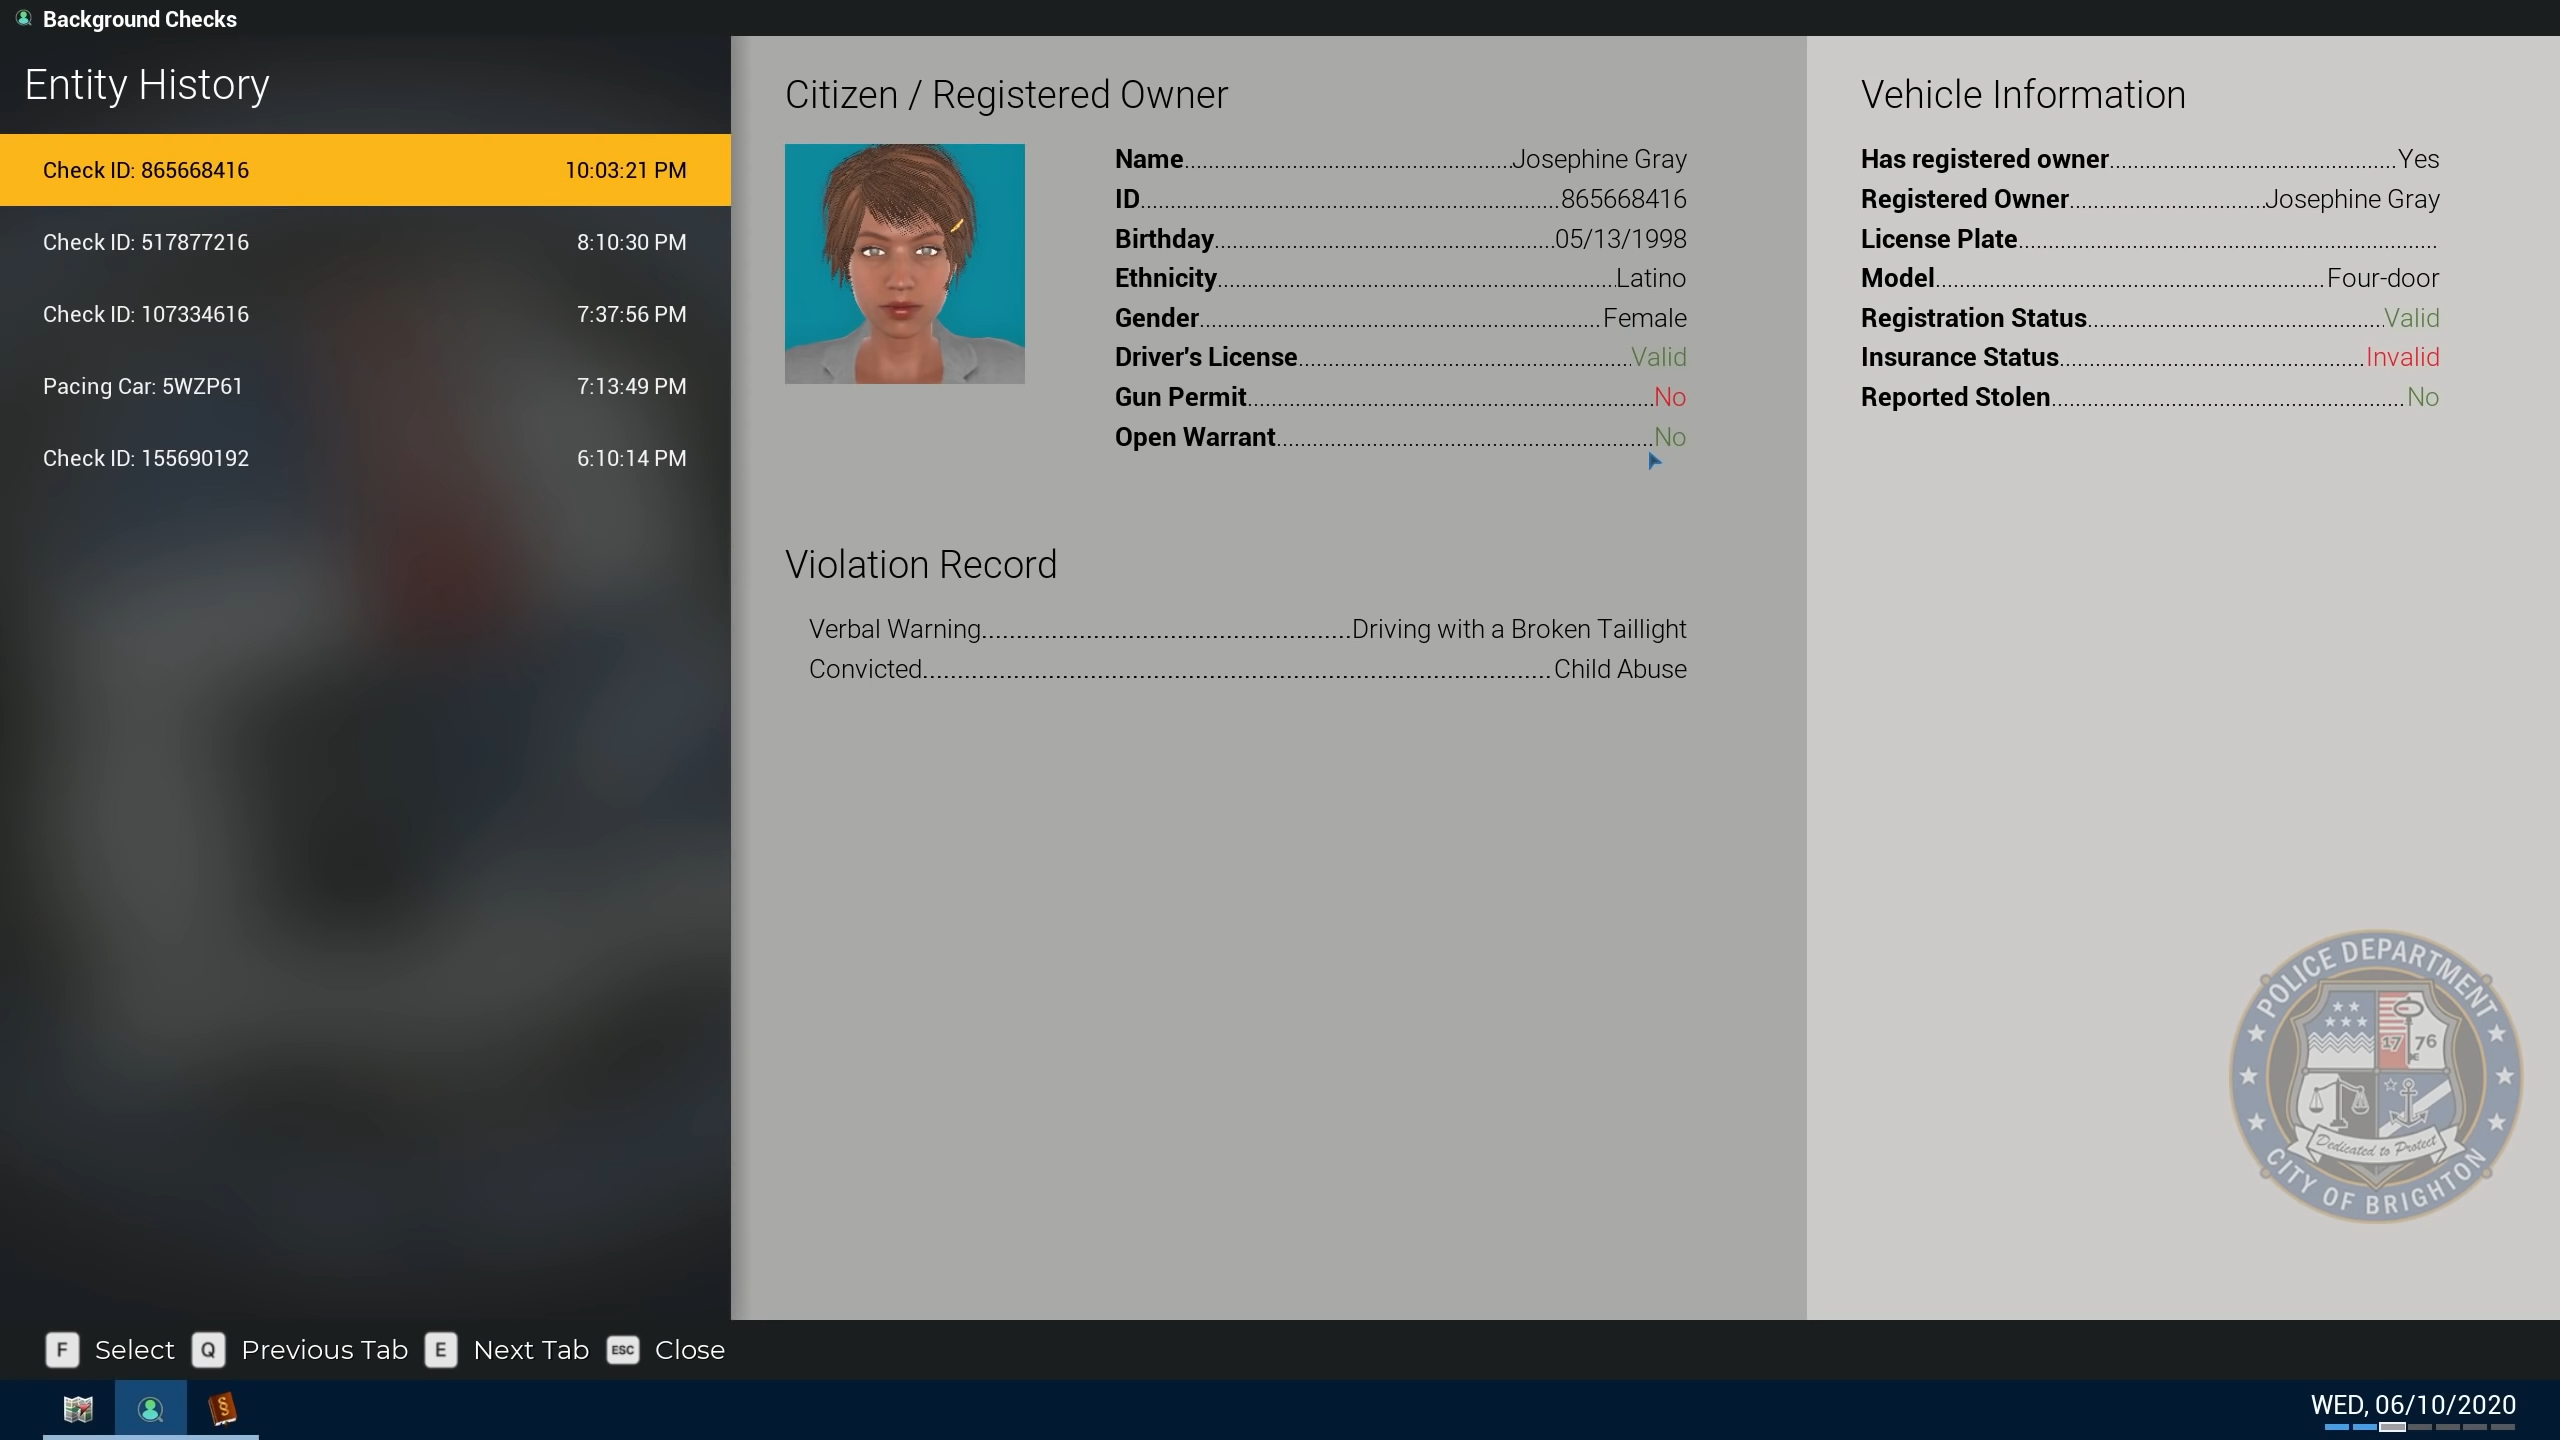 Background Checks
Entity History
Check ID: 865668416 10:03:21 PM
Check ID: 517877216 8:10:30 PM
Check ID: 107334616 7:37:56 PM
Pacing Car: 5WZP61 7:13:49 PM
Check ID: 155690192 6:10:14 PM
Citizen / Registered Owner
Name Josephine Gray
ID 865668416
Birthday 05/13/1998
Ethnicity Latino
Gender Female
Driver's License Valid
Gun Permit No
Open Warrant No
Violation Record
Verbal Warning Driving with a Broken Taillight
Convicted Child Abuse
Vehicle Information
Has registered owner Yes
Registered Owner Josephine Gray
License Plate
Model Four-door
Registration Status Valid
Insurance Status Invalid
Reported Stolen No
POLICE DEPARTMENT
1776
Dedicated to Protect
CITY OF BRIGHTON
F Select Q Previous Tab E Next Tab ESC Close
§
WED, 06/10/2020